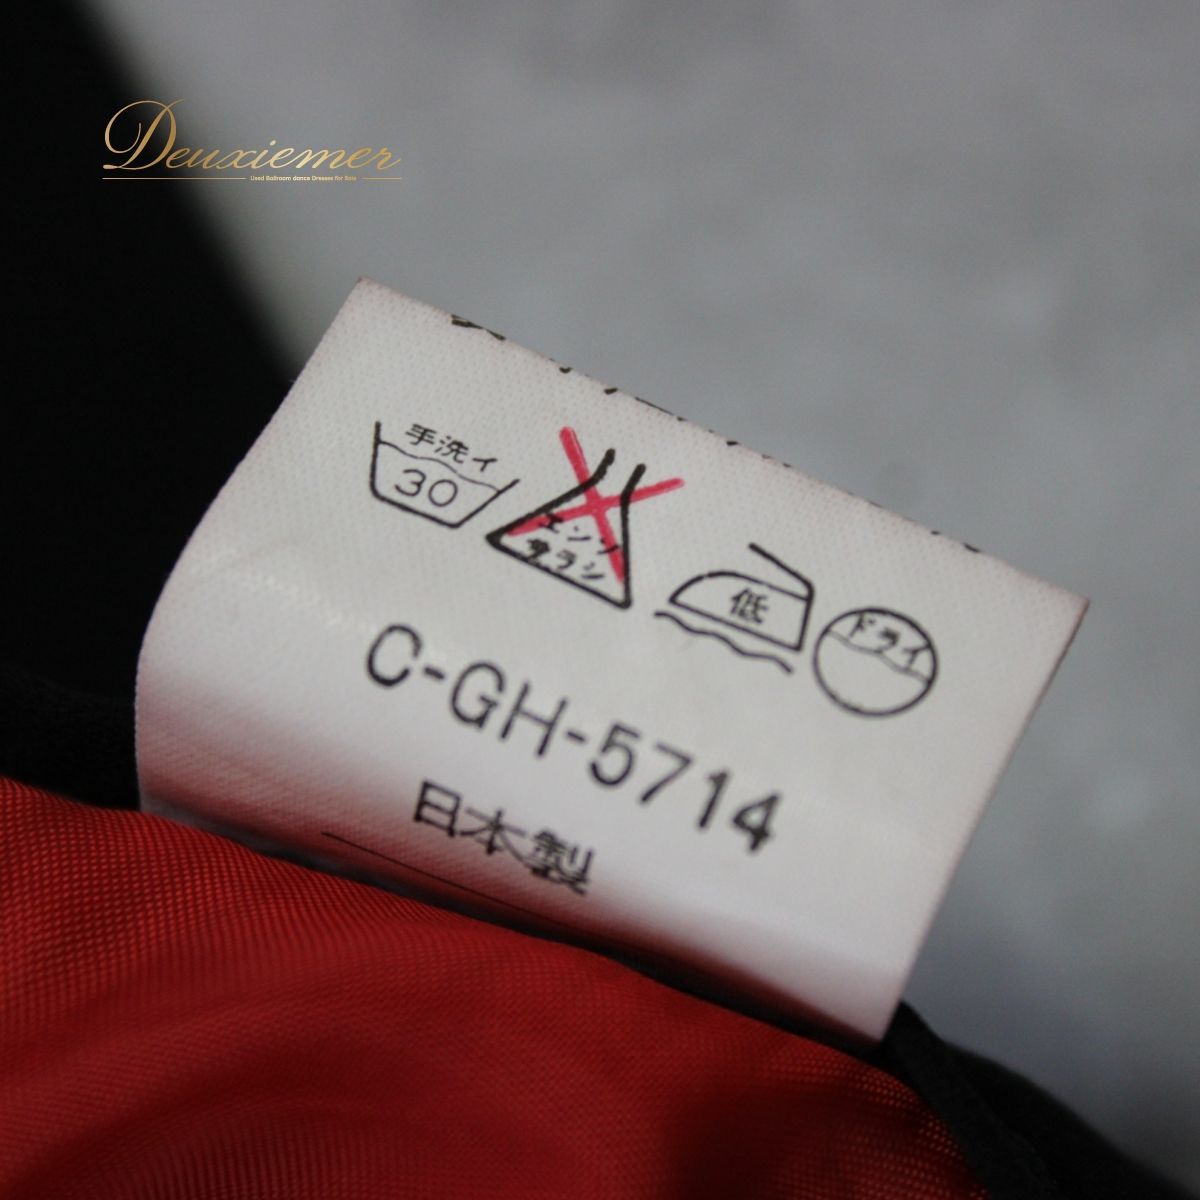 Deuxiemer
Used Ballroom dance Dresses for Sale
手洗イ
30
エンソ
サラシ
低
ドライ
C-GH-5714
日本製